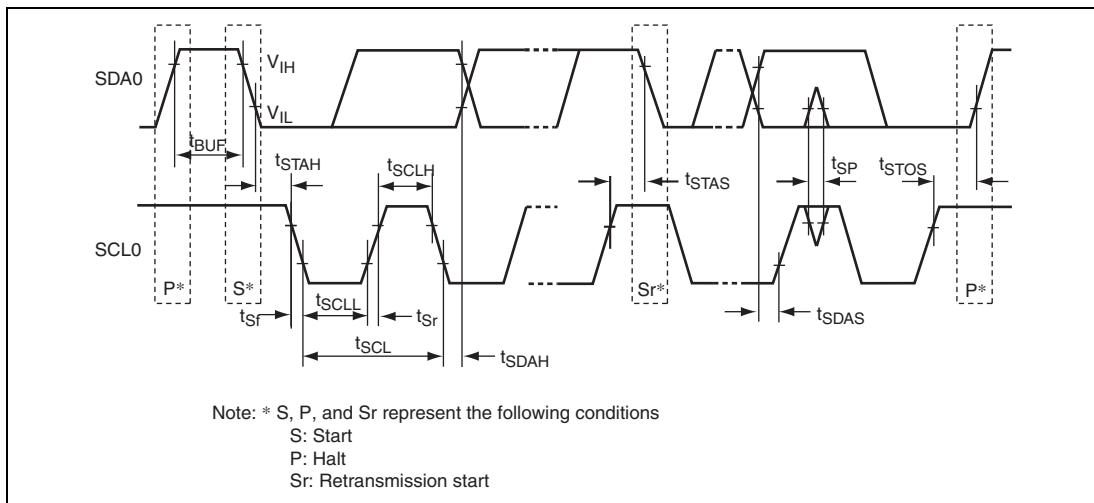 SDA0
VIH
VIL
tBUF
tSTAH
tSCLH
tSTAS
tSP
tSTOS
SCL0
P*
S*
Sr*
P*
tSf
tSCLL
tSr
tSCL
tSDAH
tSDAS
Note: * S, P, and Sr represent the following conditions
S: Start
P: Halt
Sr: Retransmission start